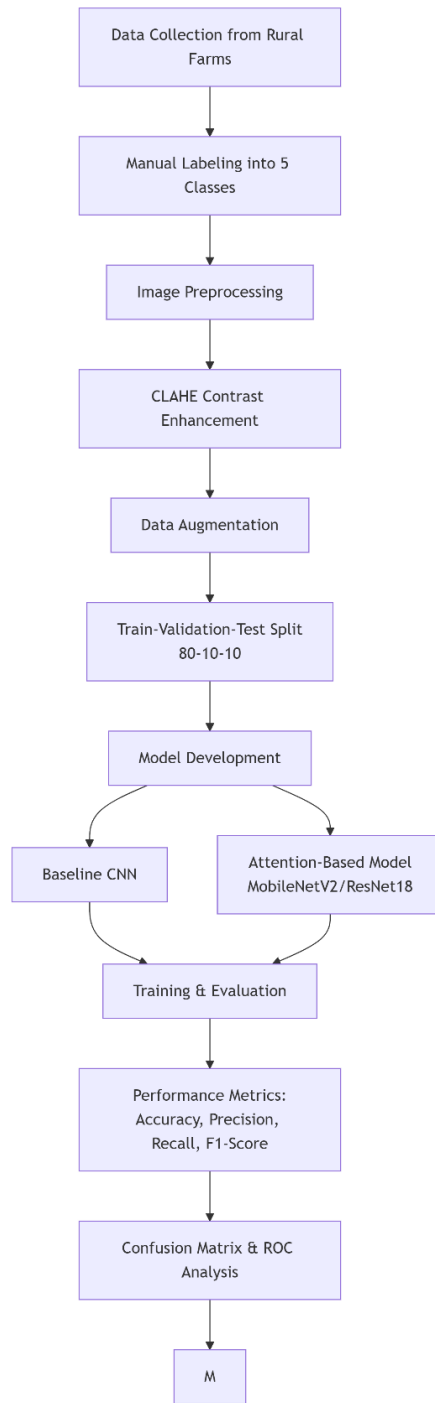 Data Collection from Rural
Farms
Manual Labeling into 5
Classes
Image Preprocessing
CLAHE Contrast
Enhancement
Data Augmentation
Train-Validation-Test Split
80-10-10
Model Development
Baseline CNN
Attention-Based Model
MobileNetV2/ResNet18
Training & Evaluation
Performance Metrics:
Accuracy, Precision,
Recall, F1-Score
Confusion Matrix & ROC
Analysis
M